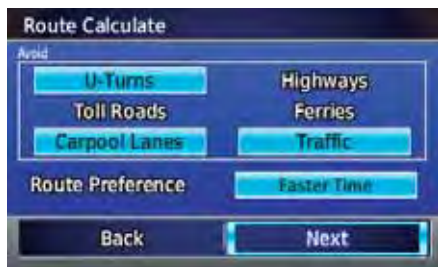 Route Calculate
Avoid
U-Turns Highways
Toll Roads Ferries
Carpool Lanes Traffic
Route Preference Faster Time
Back Next